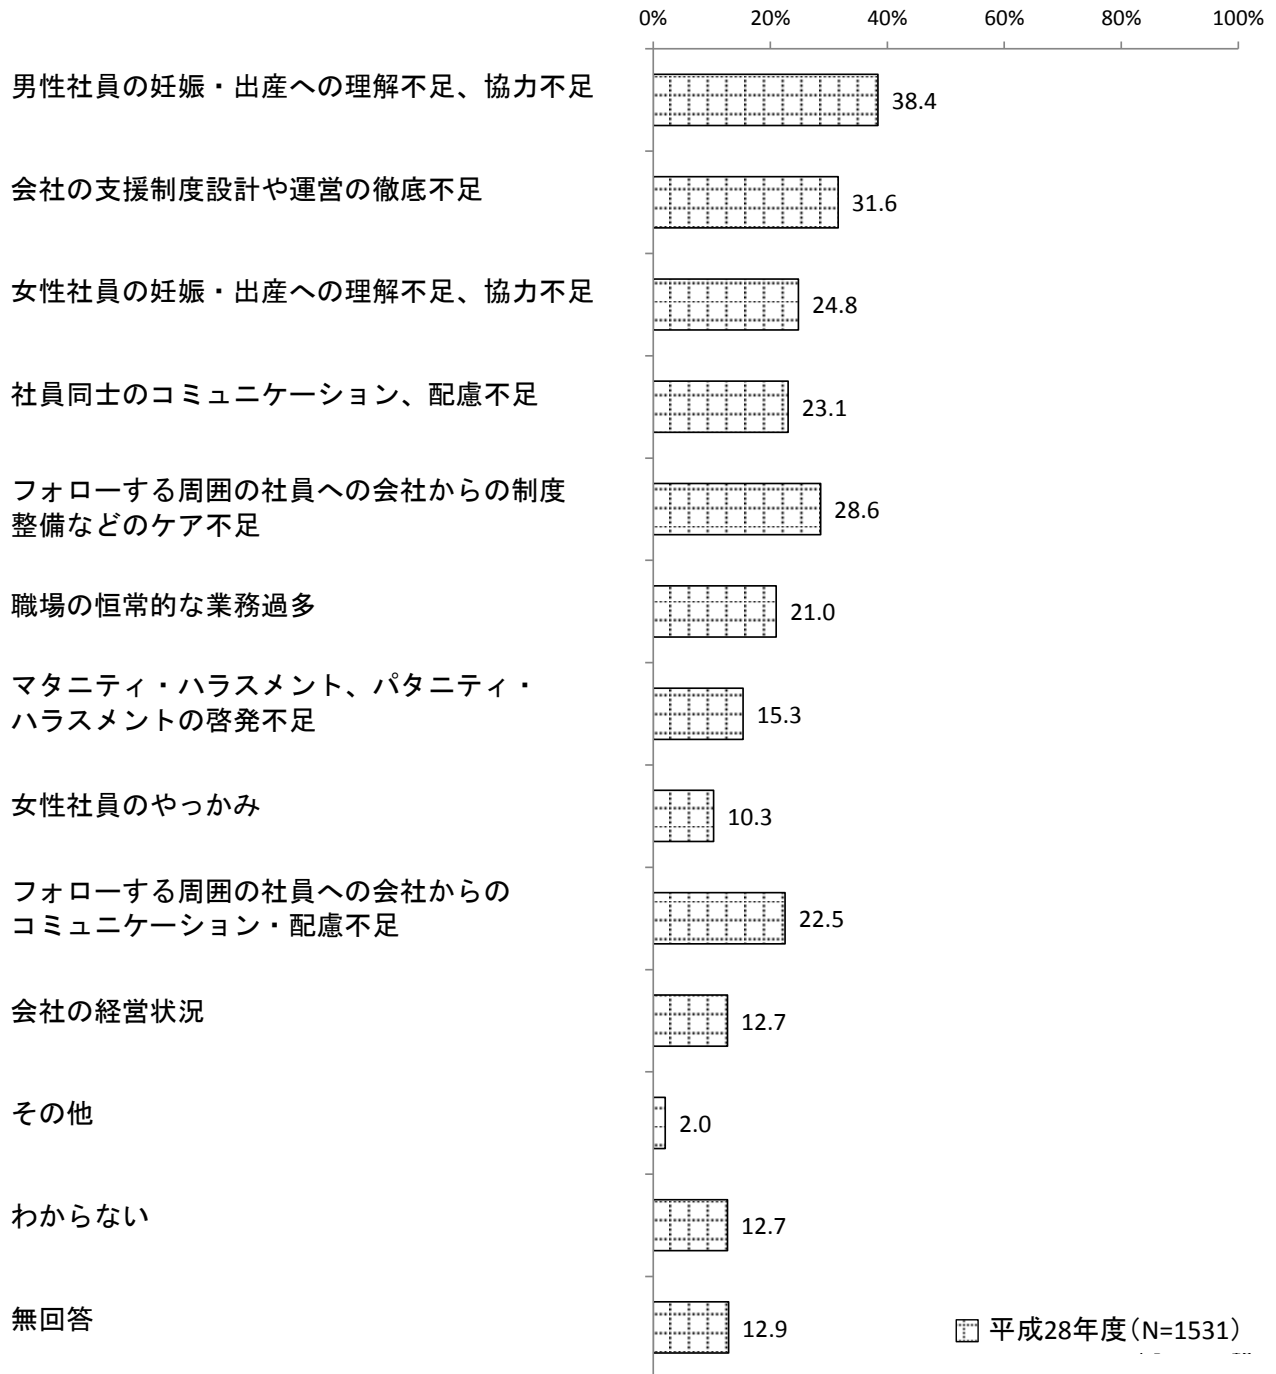 0% 20% 40% 60% 80% 100%
男性社員の妊娠・出産への理解不足、協力不足 38.4
会社の支援制度設計や運営の徹底不足 31.6
女性社員の妊娠・出産への理解不足、協力不足 24.8
社員同士のコミュニケーション、配慮不足 23.1
フォローする周囲の社員への会社からの制度
整備などのケア不足 28.6
職場の恒常的な業務過多 21.0
マタニティ・ハラスメント、パタニティ・
ハラスメントの啓発不足 15.3
女性社員のやっかみ 10.3
フォローする周囲の社員への会社からの
コミュニケーション・配慮不足 22.5
会社の経営状況 12.7
その他 2.0
わからない 12.7
無回答 12.9
平成28年度(N=1531)